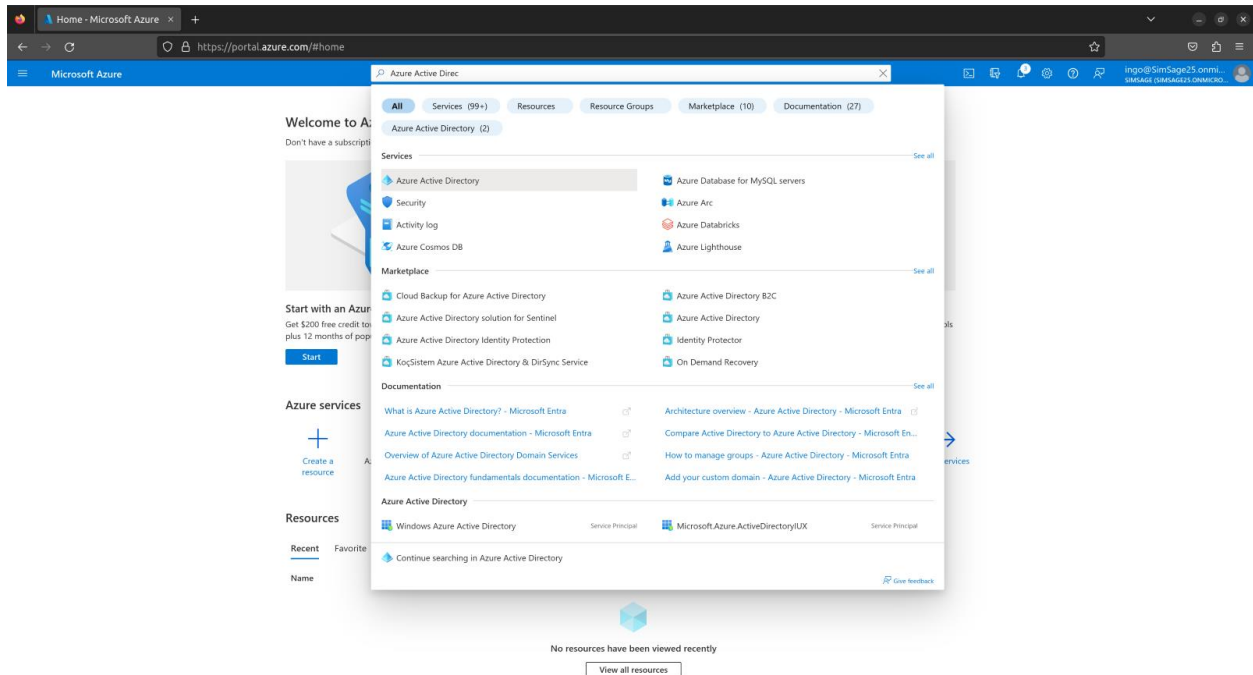 Home - Microsoft Azure
https://portal.azure.com/#home
Microsoft Azure
Azure Active Direc
3
ingo@SimSage25.onmi...
SIMSAGE (SIMSAGE25.ONMICRO...
All Services (99+) Resources Resource Groups Marketplace (10) Documentation (27)
Azure Active Directory (2)
Welcome to A
Don't have a subscripti
Services See all
Azure Active Directory Azure Database for MySQL servers
Security Azure Arc
Activity log Azure Databricks
Azure Cosmos DB Azure Lighthouse
Marketplace See all
Cloud Backup for Azure Active Directory Azure Active Directory B2C
Azure Active Directory solution for Sentinel Azure Active Directory
Azure Active Directory Identity Protection Identity Protector
KoçSistem Azure Active Directory & DirSync Service On Demand Recovery
Start with an Azur
Get $200 free credit to
plus 12 months of pop
Start
Documentation See all
What is Azure Active Directory? - Microsoft Entra Architecture overview - Azure Active Directory - Microsoft Entra
Azure Active Directory documentation - Microsoft Entra Compare Active Directory to Azure Active Directory - Microsoft En...
Overview of Azure Active Directory Domain Services How to manage groups - Azure Active Directory - Microsoft Entra
Azure Active Directory fundamentals documentation - Microsoft E... Add your custom domain - Azure Active Directory - Microsoft Entra
Azure services
Create a
resource
ervices
Azure Active Directory
Windows Azure Active Directory Service Principal Microsoft.Azure.ActiveDirectoryIUX Service Principal
Continue searching in Azure Active Directory
Give feedback
Resources
Recent Favorite
Name
No resources have been viewed recently
View all resources